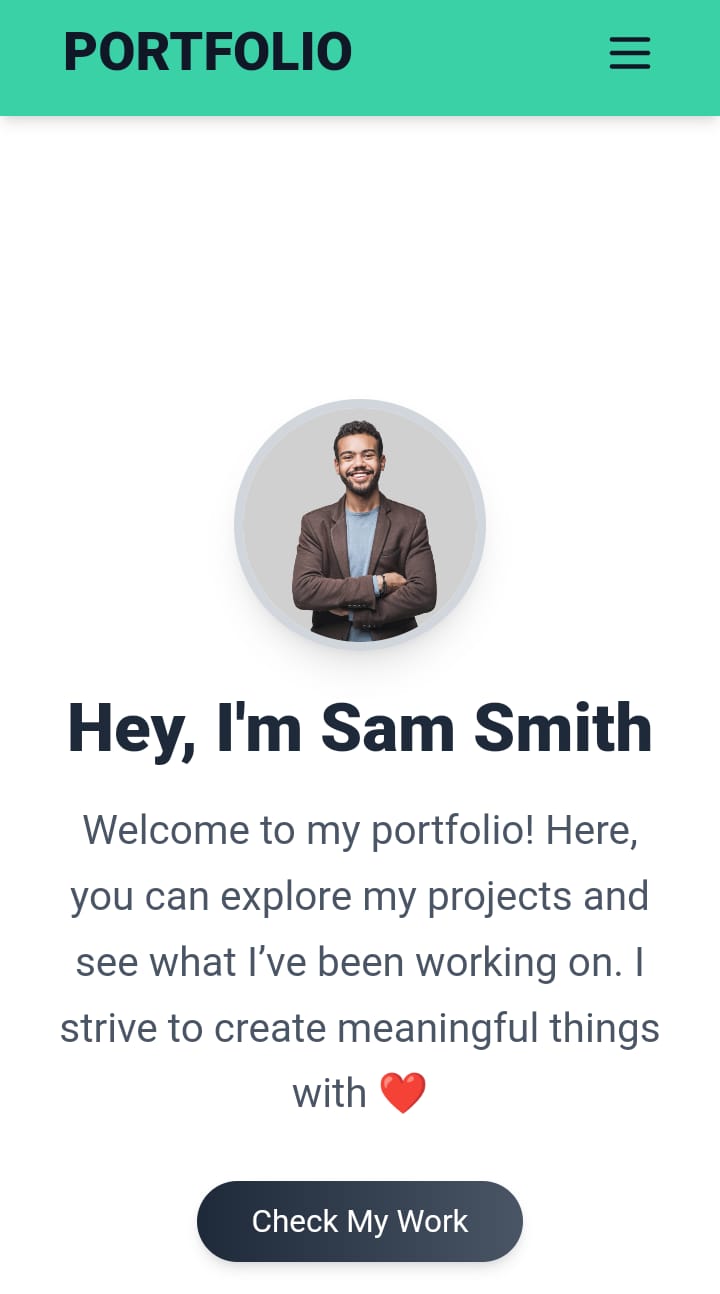 PORTFOLIO
Hey, I'm Sam Smith
Welcome to my portfolio! Here,
you can explore my projects and
see what I’ve been working on. I
strive to create meaningful things
with ❤️
Check My Work